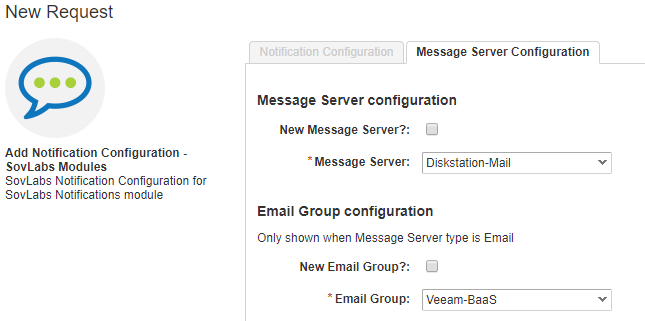 New Request
Add Notification Configuration -
SovLabs Modules
SovLabs Notification Configuration for
SovLabs Notifications module
Notification Configuration
Message Server Configuration
Message Server configuration
New Message Server?:
* Message Server: Diskstation-Mail
Email Group configuration
Only shown when Message Server type is Email
New Email Group?:
* Email Group: Veeam-BaaS